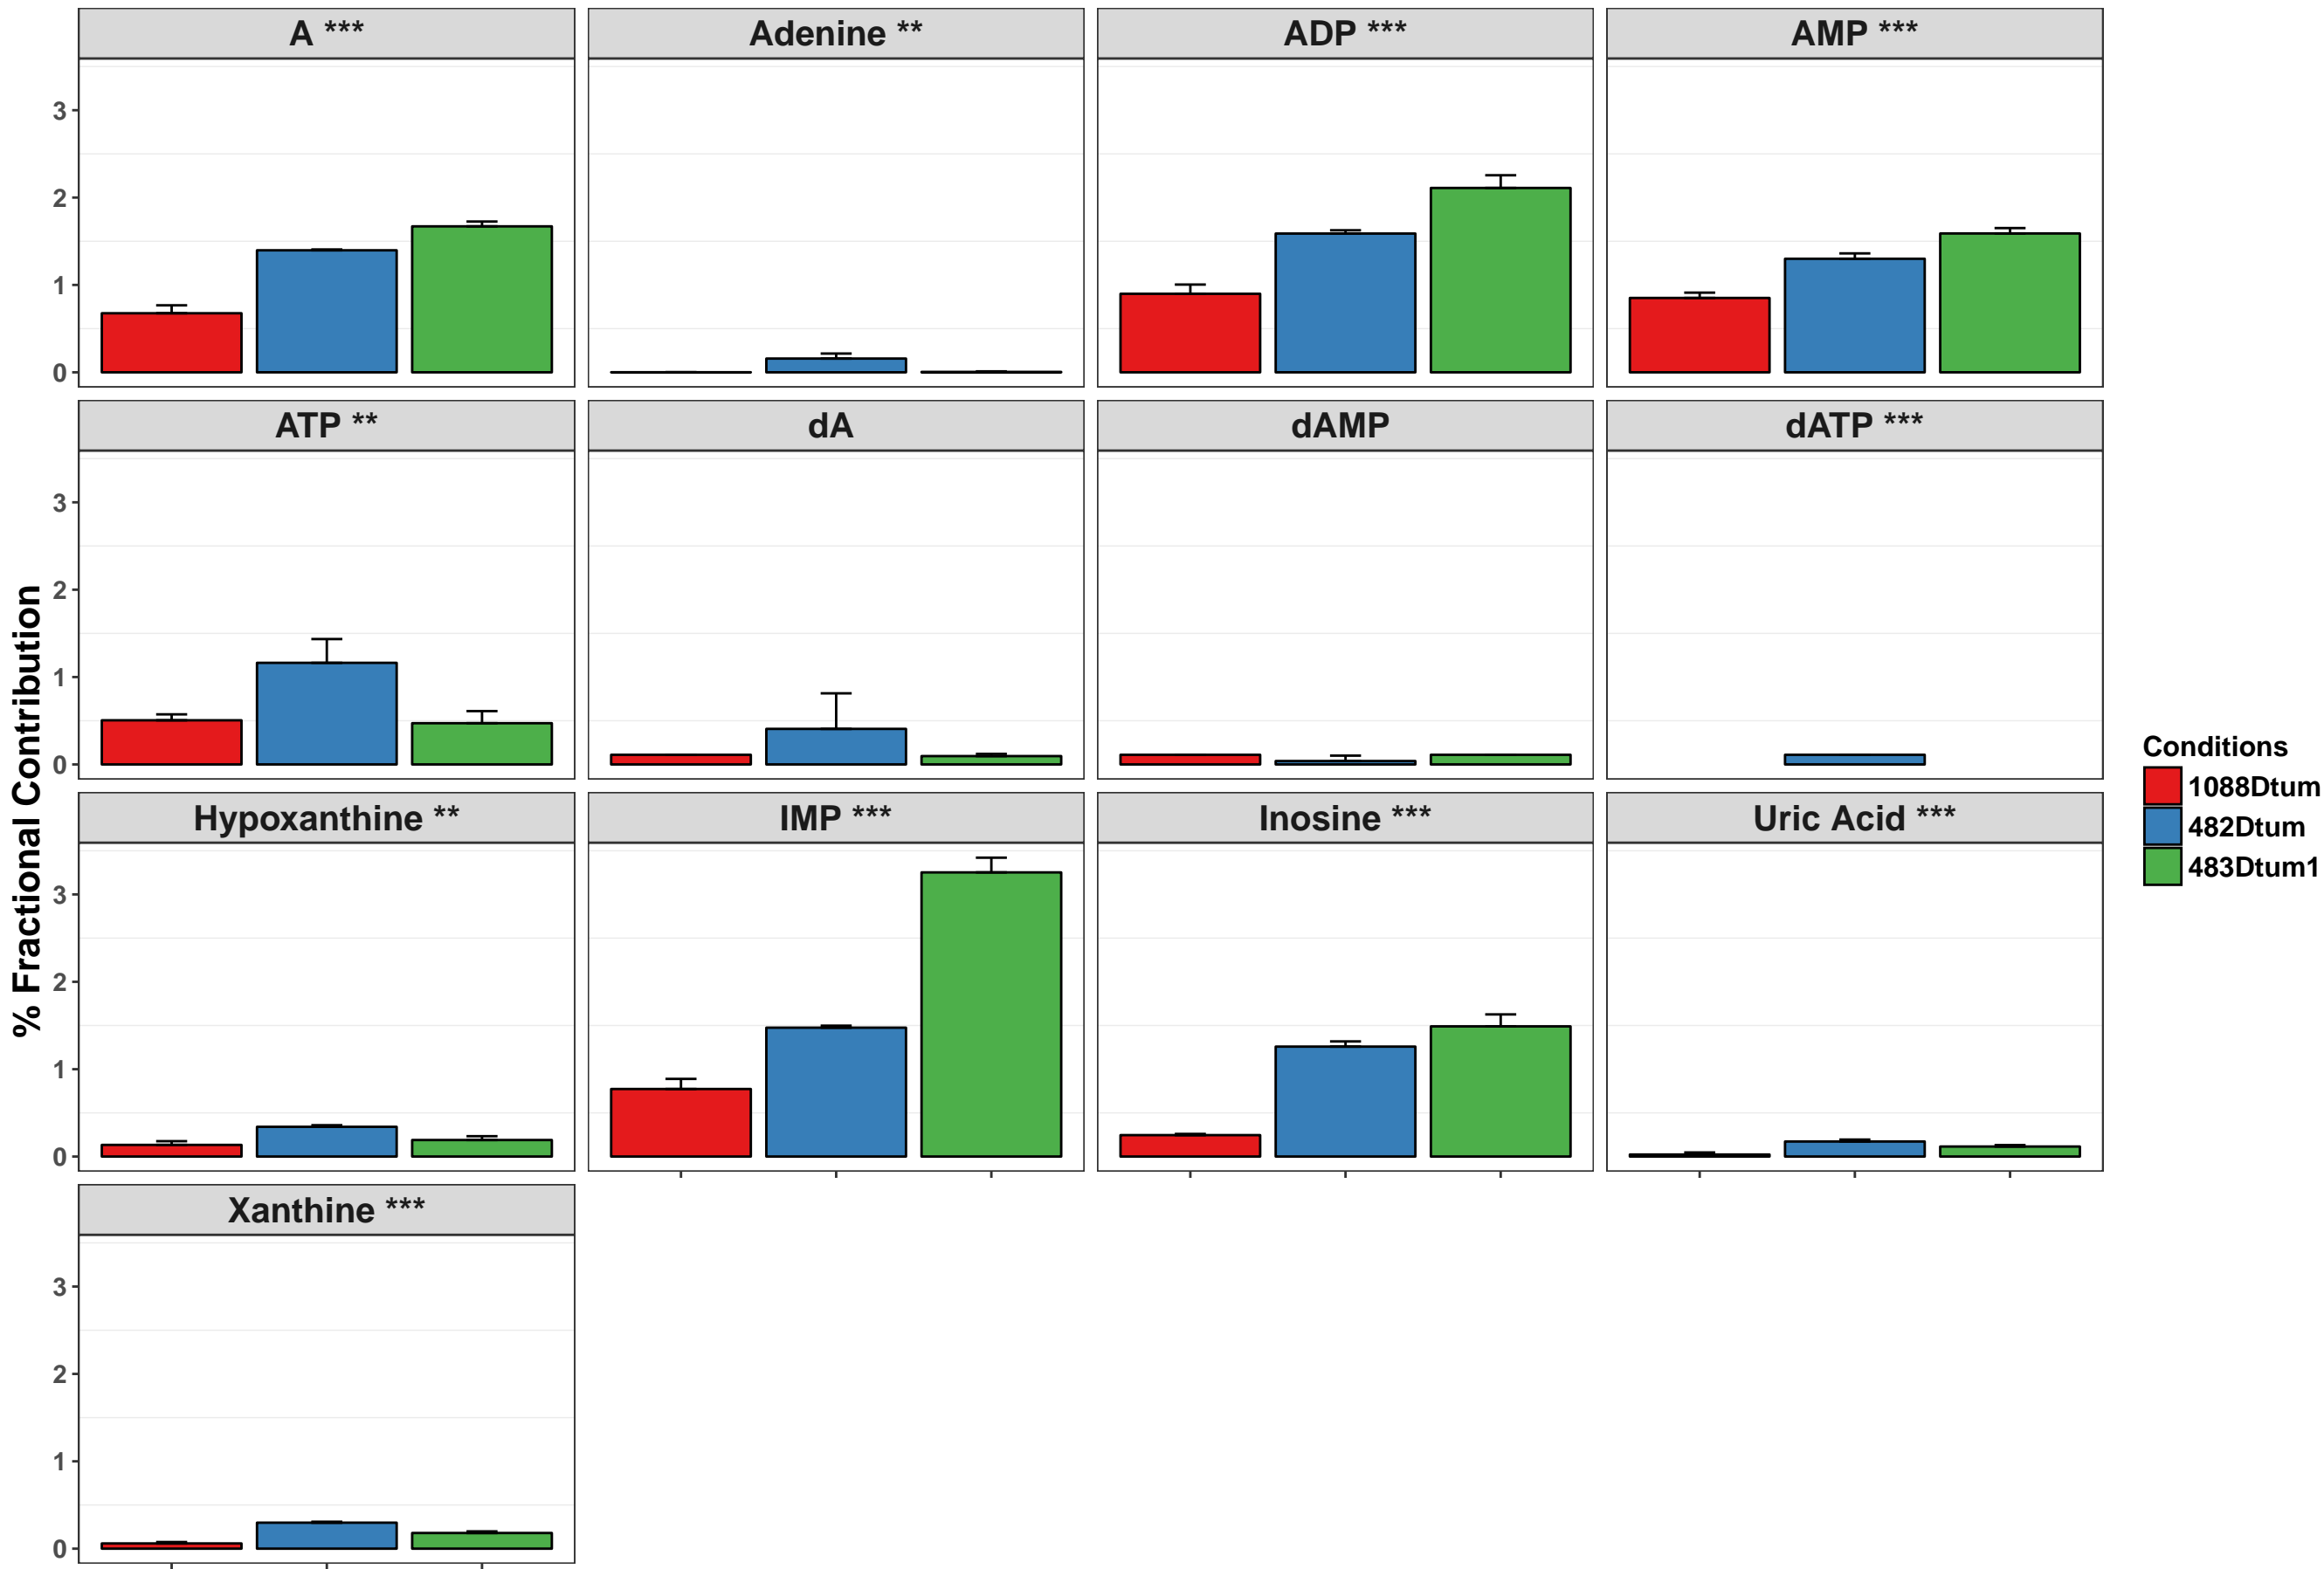 A ***
Adenine **
ADP ***
AMP ***
3
2
1
0
ATP **
dA
dAMP
dATP ***
3
2
1
0
Hypoxanthine **
IMP ***
Inosine ***
Uric Acid ***
3
2
1
0
Xanthine ***
3
2
1
0
% Fractional Contribution
Conditions
1088Dtum
482Dtum
483Dtum1